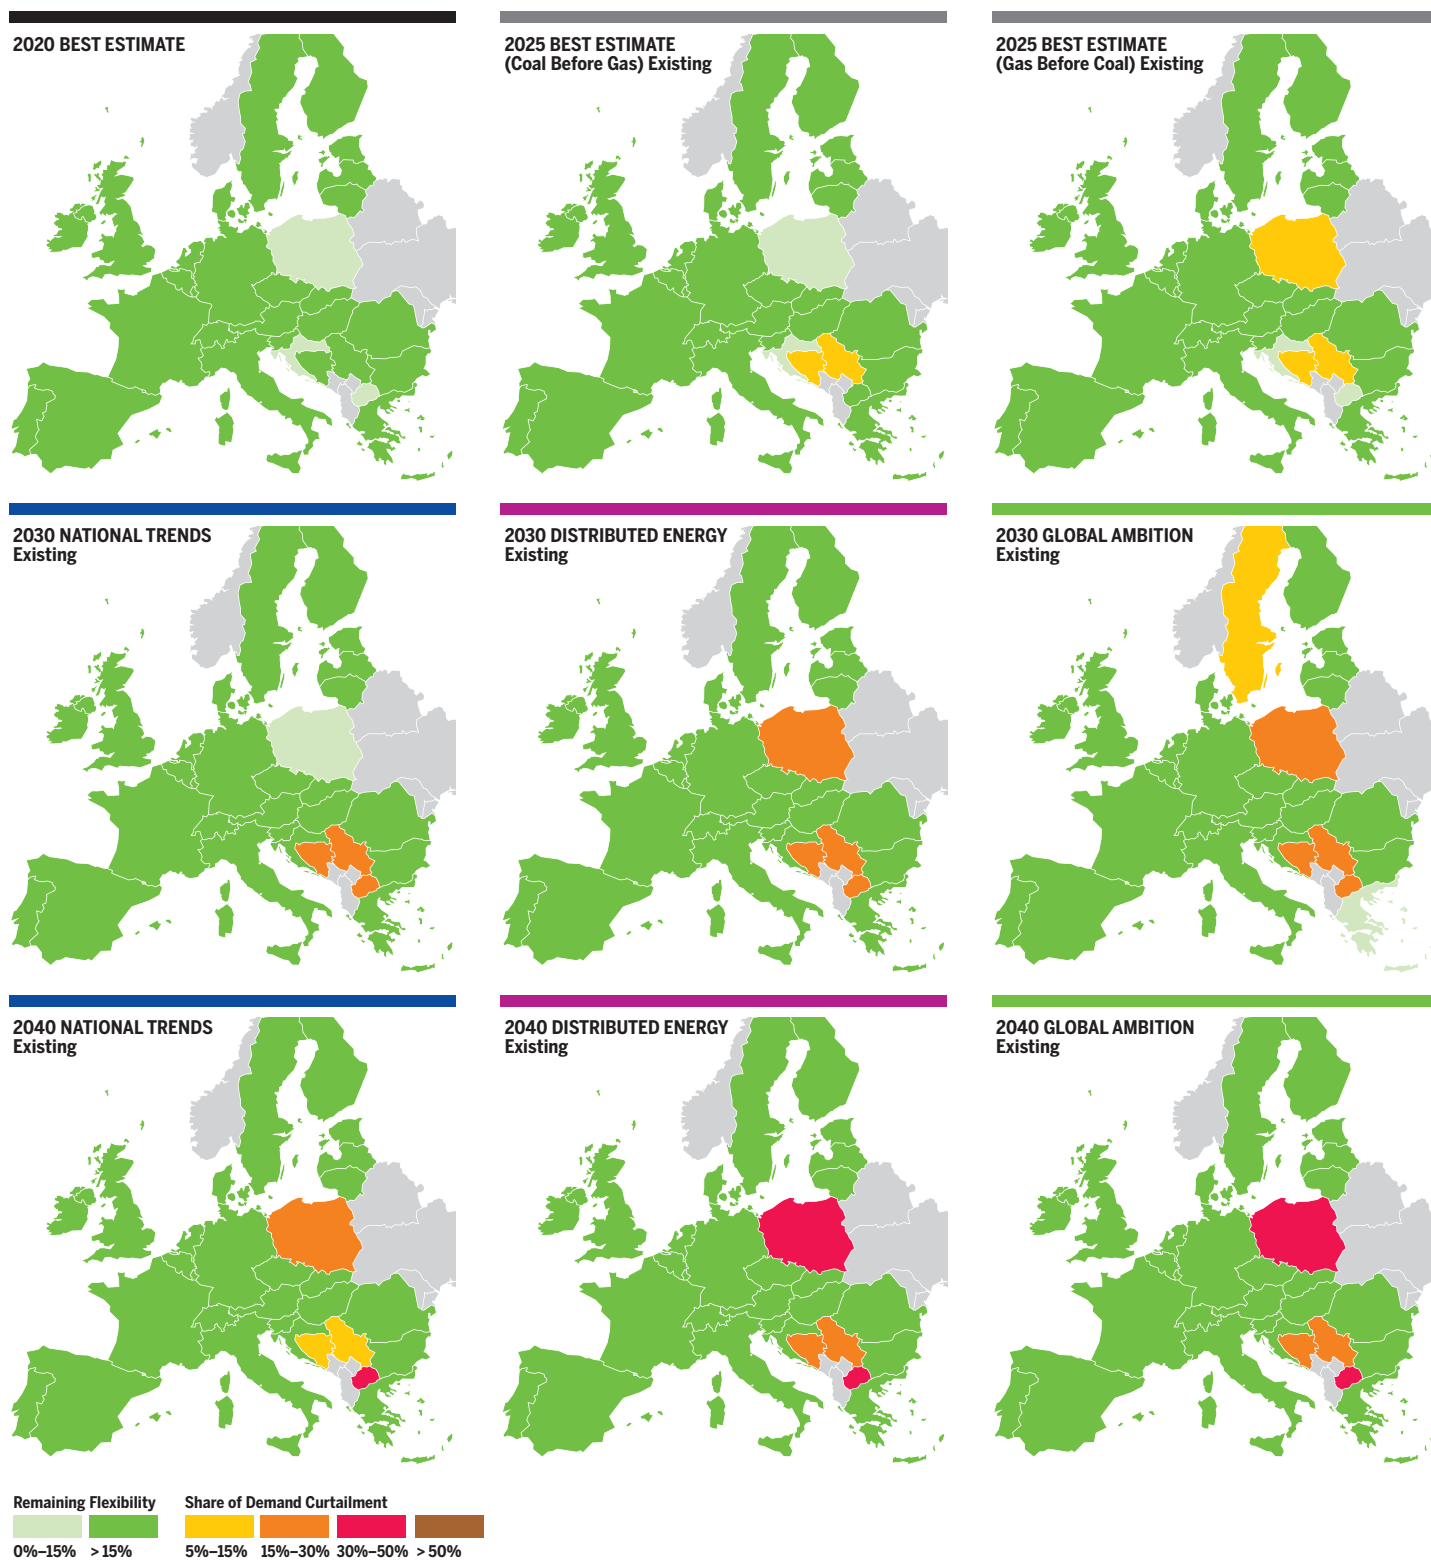 2020 BEST ESTIMATE
2025 BEST ESTIMATE
(Coal Before Gas) Existing
2025 BEST ESTIMATE
(Gas Before Coal) Existing
2030 NATIONAL TRENDS
Existing
2030 DISTRIBUTED ENERGY
Existing
2030 GLOBAL AMBITION
Existing
2040 NATIONAL TRENDS
Existing
2040 DISTRIBUTED ENERGY
Existing
2040 GLOBAL AMBITION
Existing
Remaining Flexibility
0%–15% > 15%
Share of Demand Curtailment
5%–15% 15%–30% 30%–50% > 50%